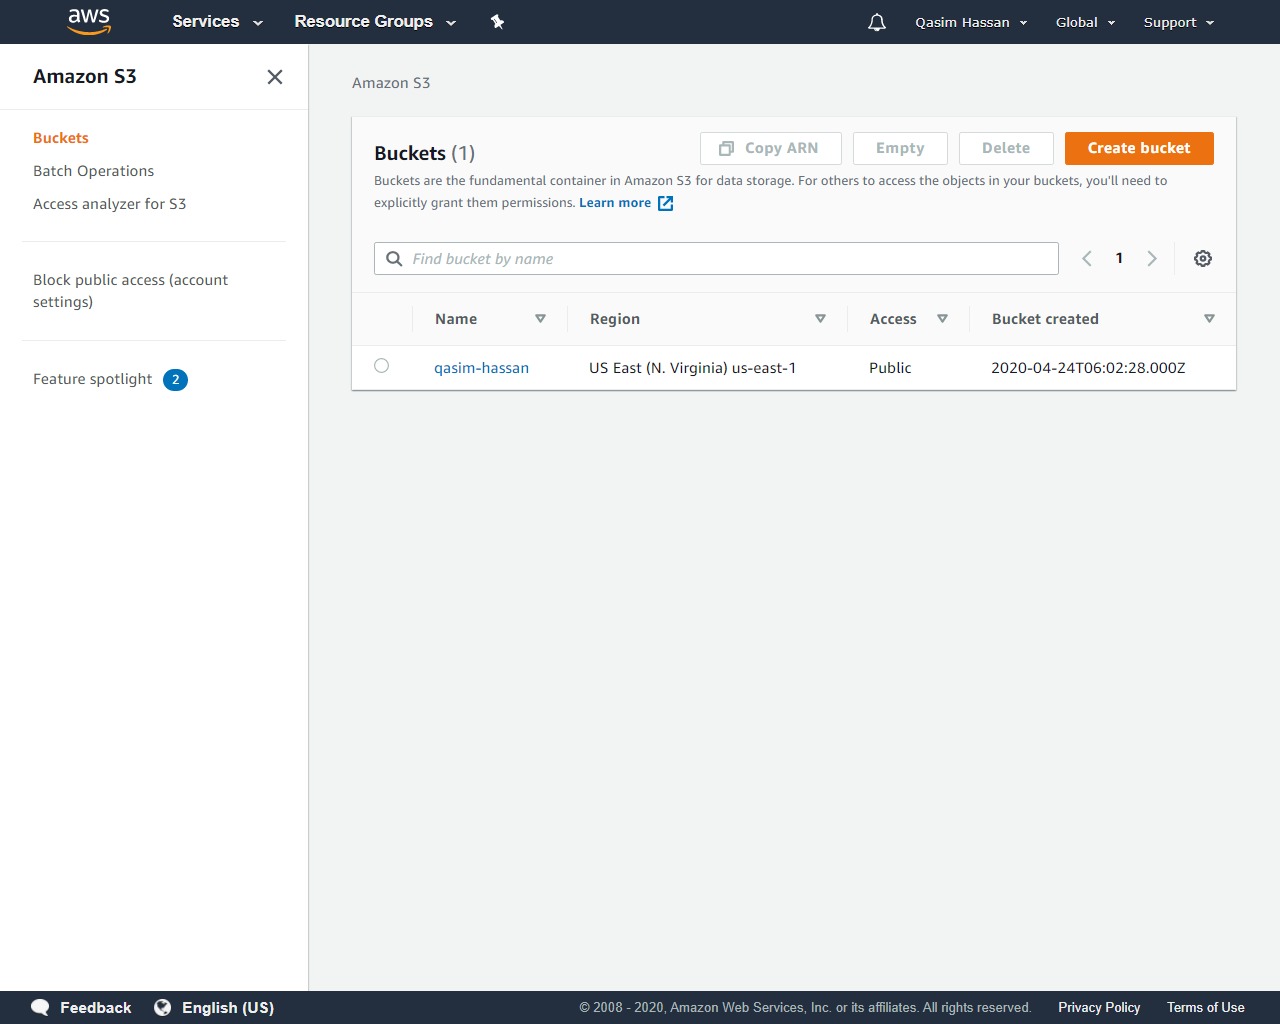 aws Services Resource Groups Qasim Hassan Global Support
Amazon S3
Buckets
Batch Operations
Access analyzer for S3
Block public access (account
settings)
Feature spotlight 2
Amazon S3
Buckets (1) Copy ARN Empty Delete Create bucket
Buckets are the fundamental container in Amazon S3 for data storage. For others to access the objects in your buckets, you'll need to
explicitly grant them permissions. Learn more
Find bucket by name 1
Name Region Access Bucket created
qasim-hassan US East (N. Virginia) us-east-1 Public 2020-04-24T06:02:28.000Z
Feedback English (US) © 2008 - 2020, Amazon Web Services, Inc. or its affiliates. All rights reserved. Privacy Policy Terms of Use